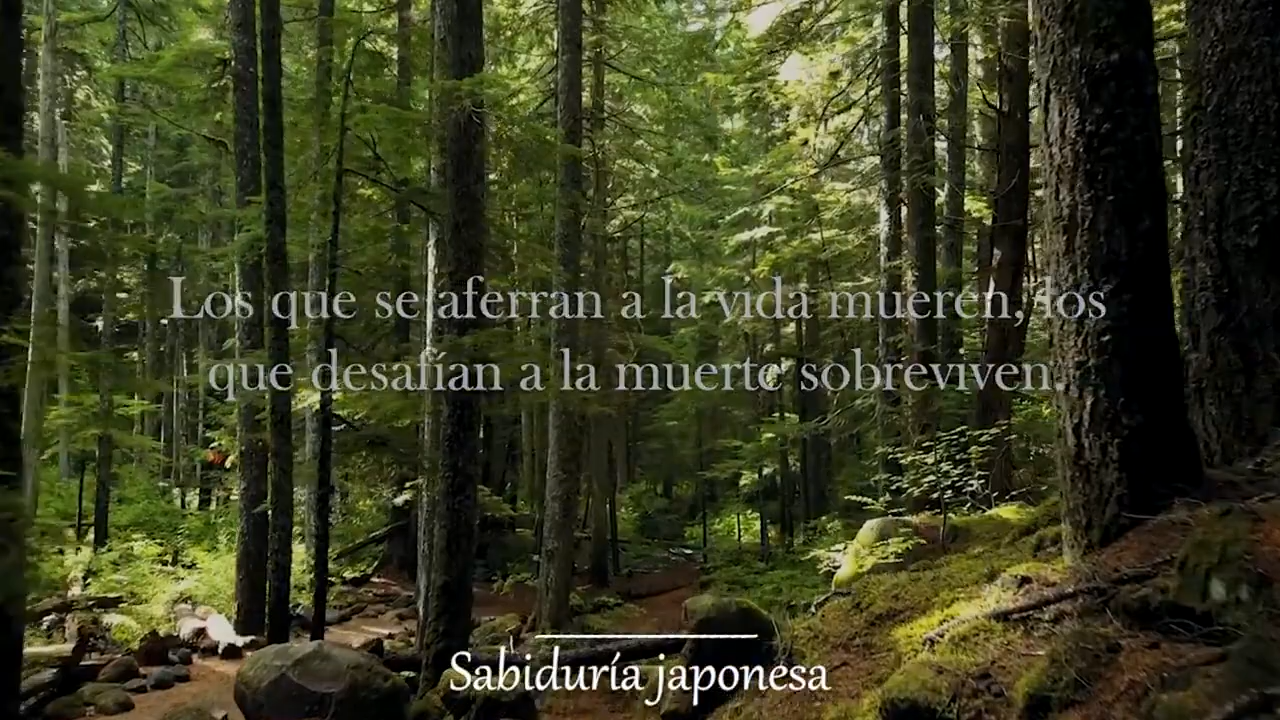 Los que se aferran a la vida mueren, los
que desafían a la muerte sobreviven.
Sabiduría japonesa